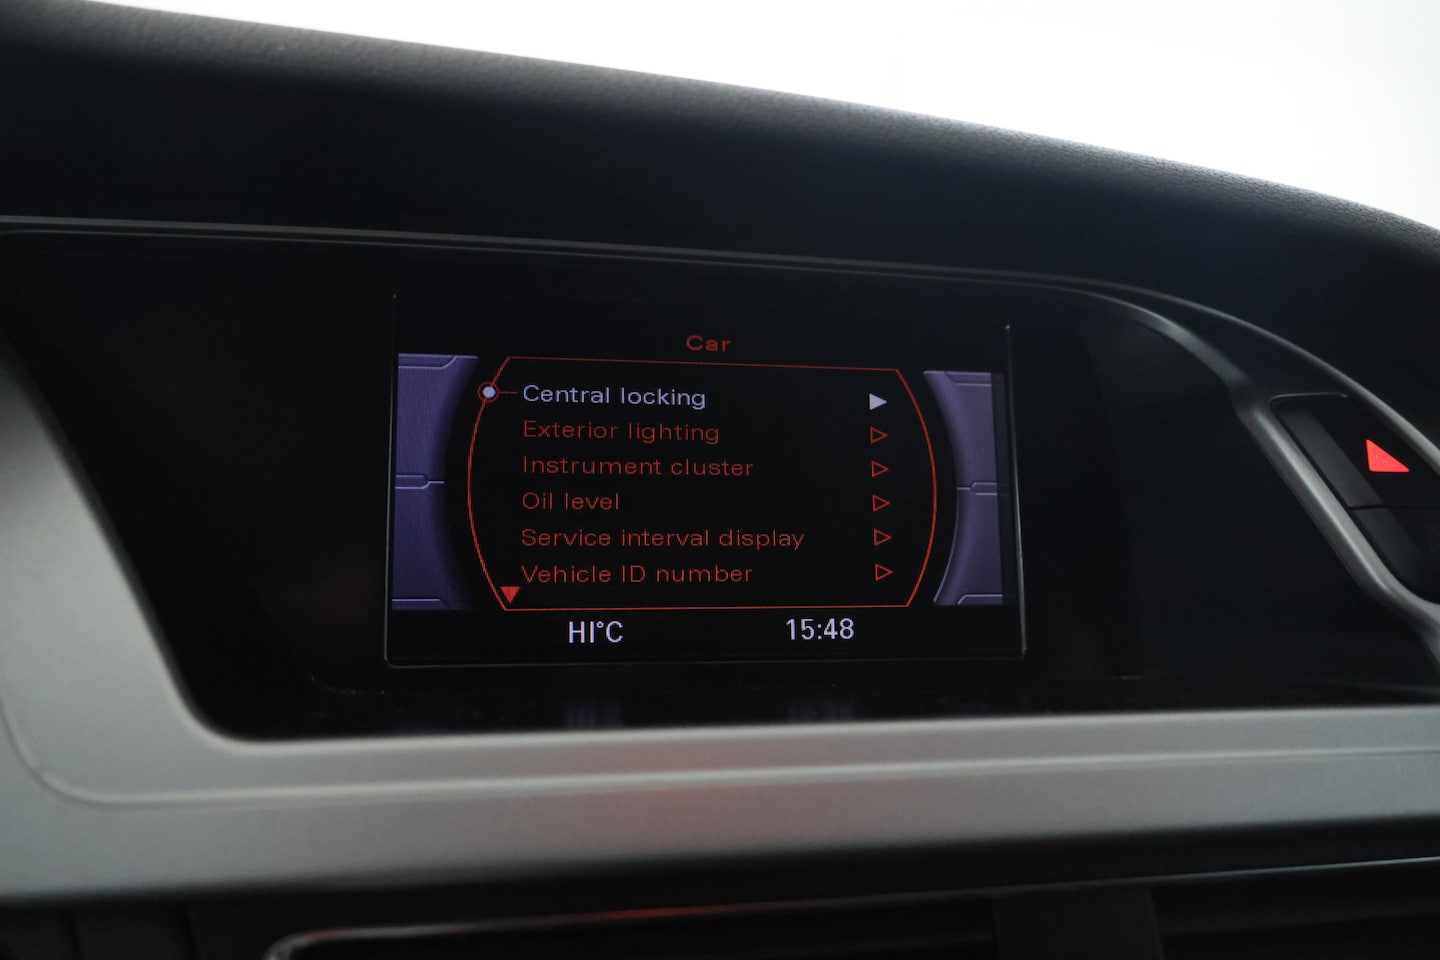 Car
Central locking
Exterior lighting
Instrument cluster
Oil level
Service interval display
Vehicle ID number
HI°C 15:48